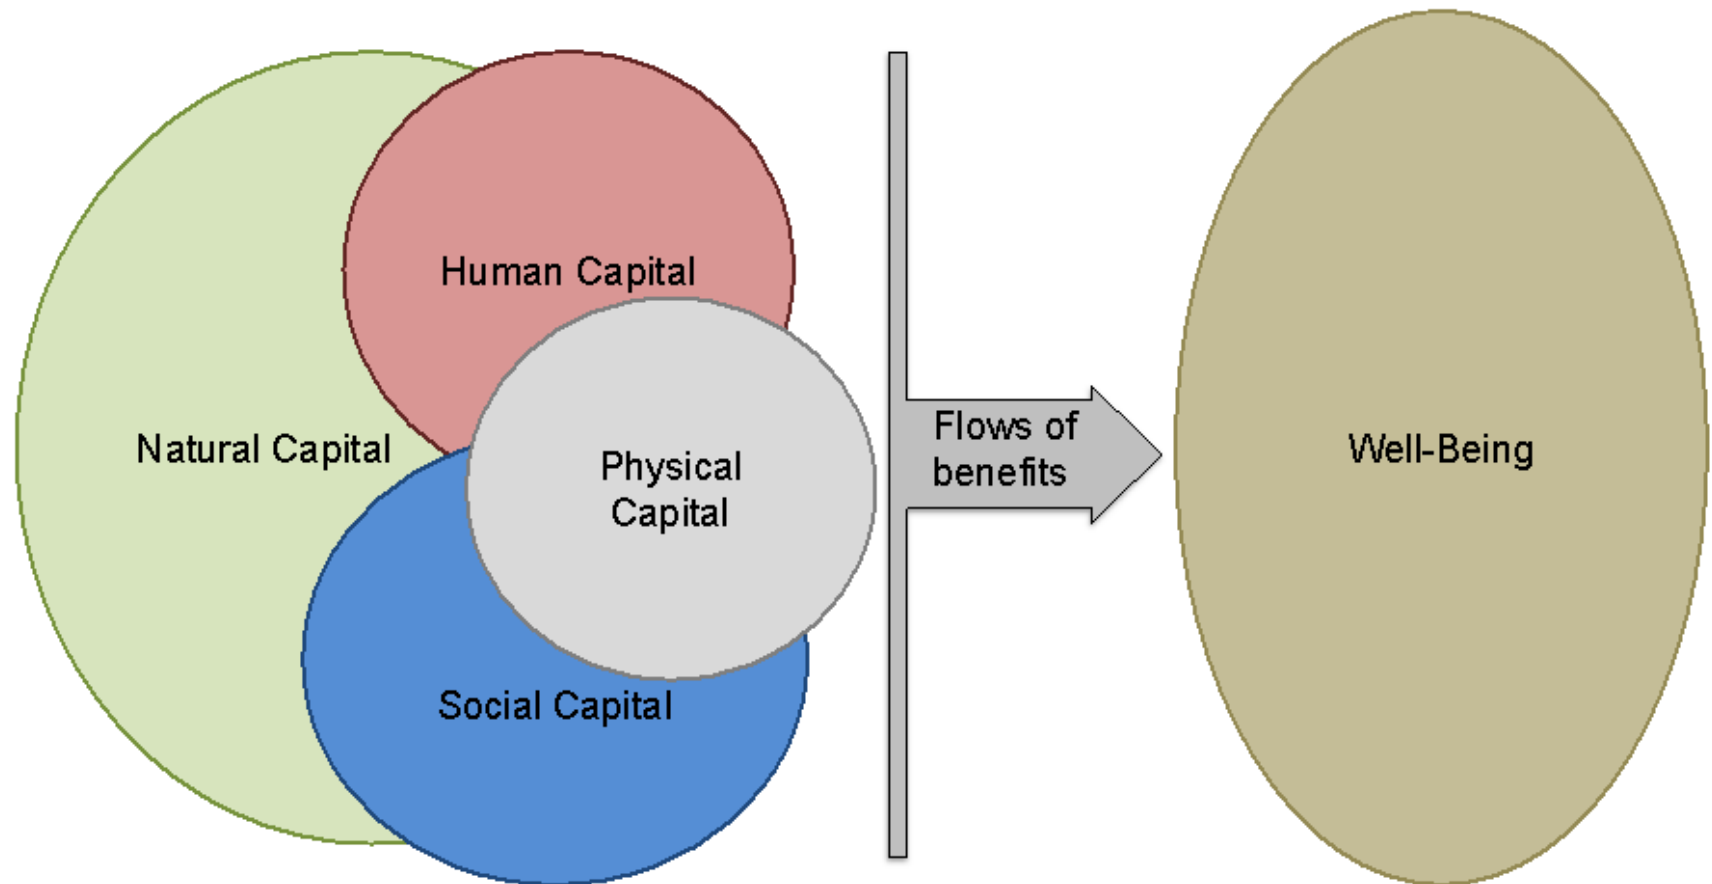 Human Capital
Natural Capital
Physical
Capital
Social Capital
Flows of
benefits
Well-Being